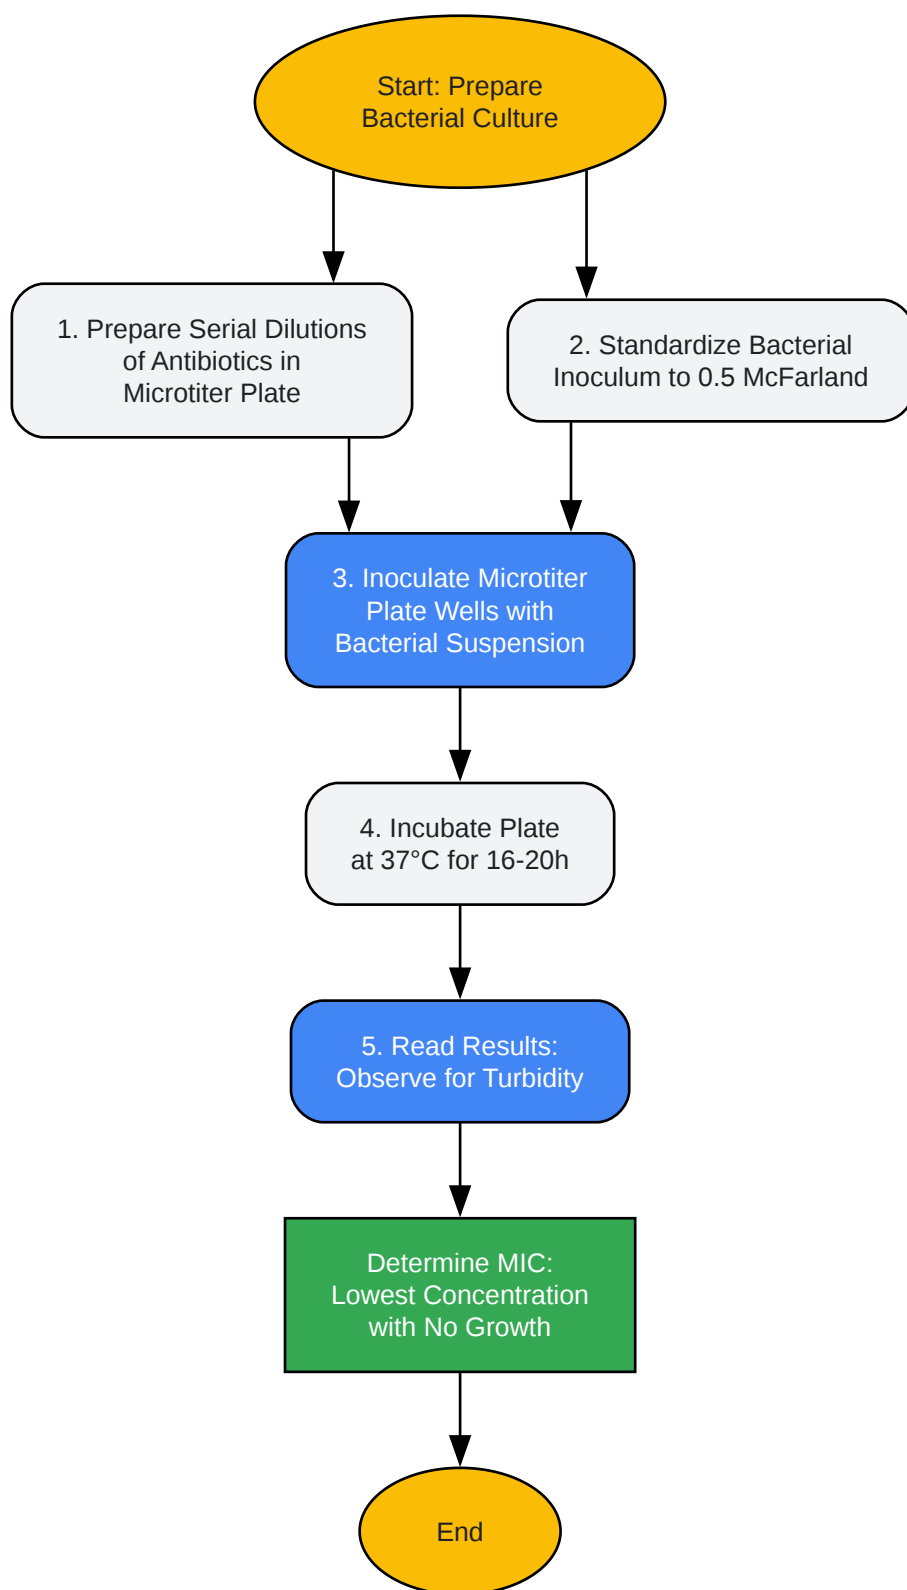 Start: Prepare
Bacterial Culture
1. Prepare Serial Dilutions
of Antibiotics in
Microtiter Plate
2. Standardize Bacterial
Inoculum to 0.5 McFarland
3. Inoculate Microtiter
Plate Wells with
Bacterial Suspension
4. Incubate Plate
at 37°C for 16-20h
5. Read Results:
Observe for Turbidity
Determine MIC:
Lowest Concentration
with No Growth
End